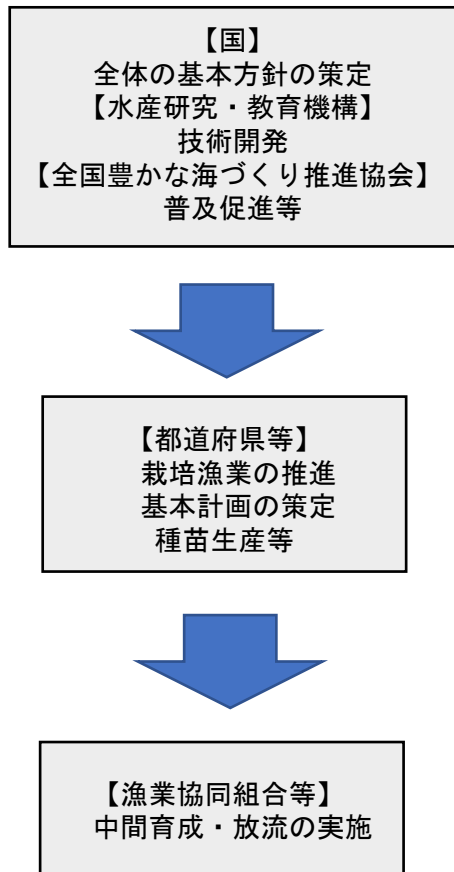 【国】
全体の基本方針の策定
【水産研究・教育機構】
技術開発
【全国豊かな海づくり推進協会】
普及促進等
【都道府県等】
栽培漁業の推進
基本計画の策定
種苗生産等
【漁業協同組合等】
中間育成・放流の実施